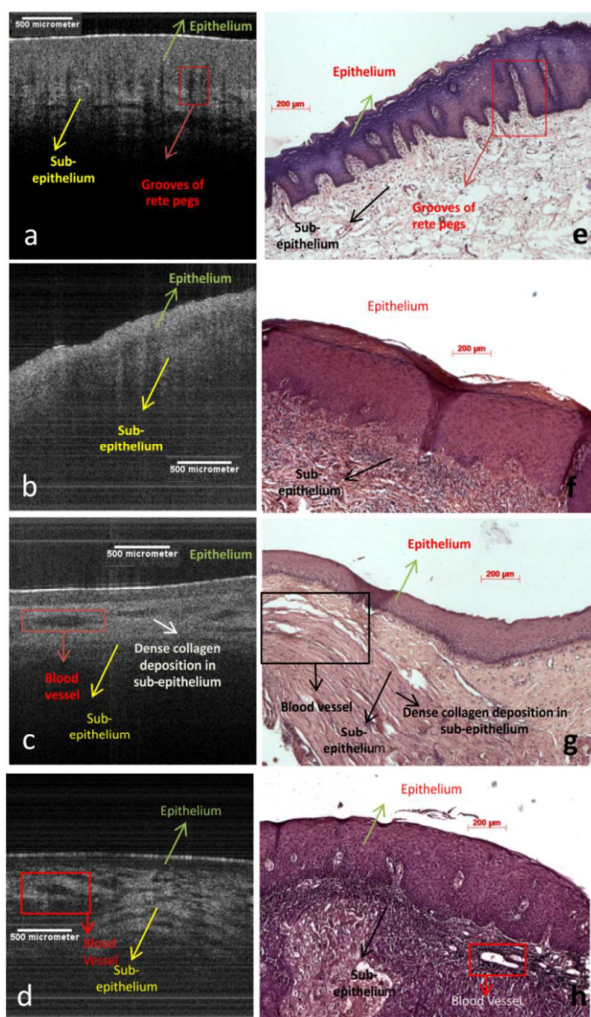 500 micrometer
Epithelium
Sub-
epithelium
Grooves of
rete pegs
a
Epithelium
200 µm
Sub-
epithelium
Grooves of
rete pegs
e
Epithelium
Sub-
epithelium
500 micrometer
b
Epithelium
200 µm
Sub-
epithelium
f
500 micrometer
Epithelium
Blood
vessel
Dense collagen
deposition in
sub-epithelium
Sub-
epithelium
c
Epithelium
200 µm
Blood vessel
Sub-
epithelium
Dense collagen deposition in
sub-epithelium
g
Epithelium
500 micrometer
Blood
Vessel
Sub-
epithelium
d
Epithelium
200 µm
Sub-
epithelium
Blood Vessel
h